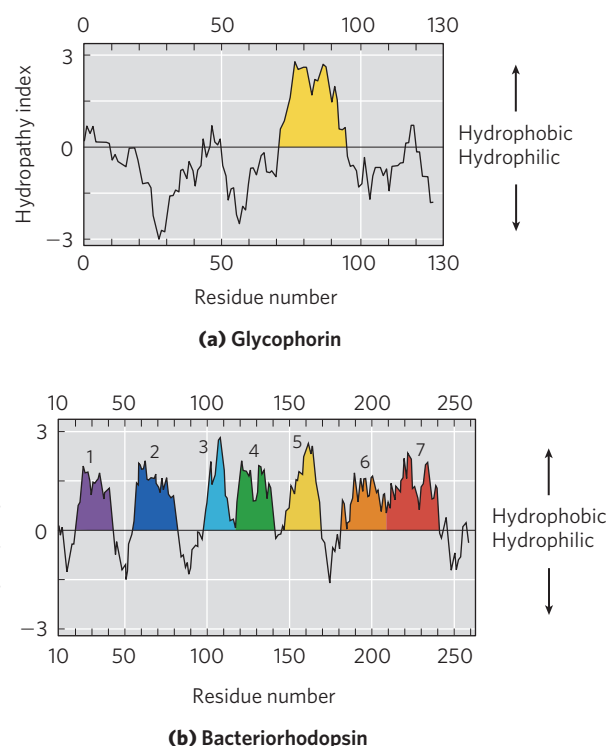 0 50 100 130
3
0
−3
Hydropathy index
Hydrophobic
Hydrophilic
0 50 100 130
Residue number
(a) Glycophorin
10 50 100 150 200 250
3
0
−3
1 2 3 4 5 6 7
Hydrophobic
Hydrophilic
10 50 100 150 200 250
Residue number
(b) Bacteriorhodopsin